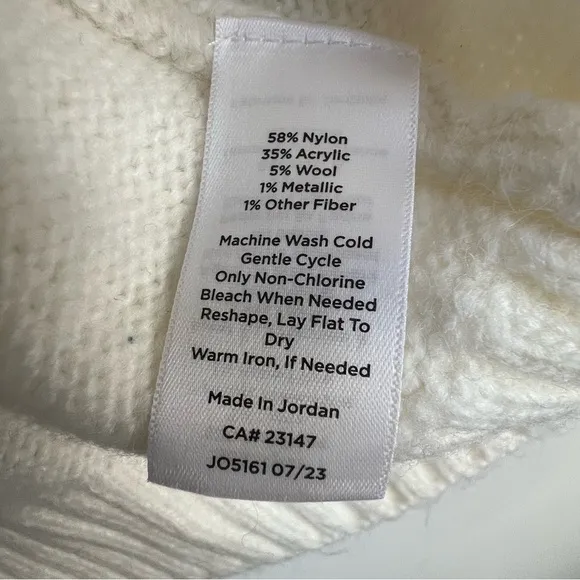 58% Nylon
35% Acrylic
5% Wool
1% Metallic
1% Other Fiber
Machine Wash Cold
Gentle Cycle
Only Non-Chlorine
Bleach When Needed
Reshape, Lay Flat To
Dry
Warm Iron, If Needed
Made In Jordan
CA# 23147
JO5161 07/23